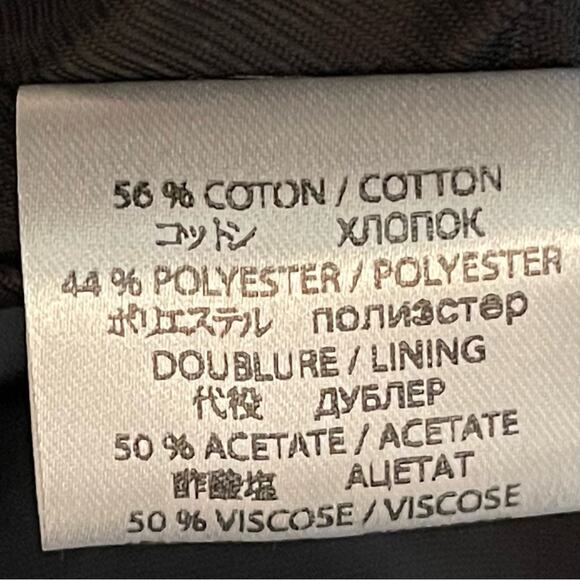 56 % COTON / COTTON
コットン ХЛОПОК
44 % POLYESTER / POLYESTER
ポリエステル полиэстер
DOUBLURE / LINING
代役 ДУБЛЕР
50 % ACETATE / ACETATE
酢酸塩 АЦЕТАТ
50 % VISCOSE / VISCOSE